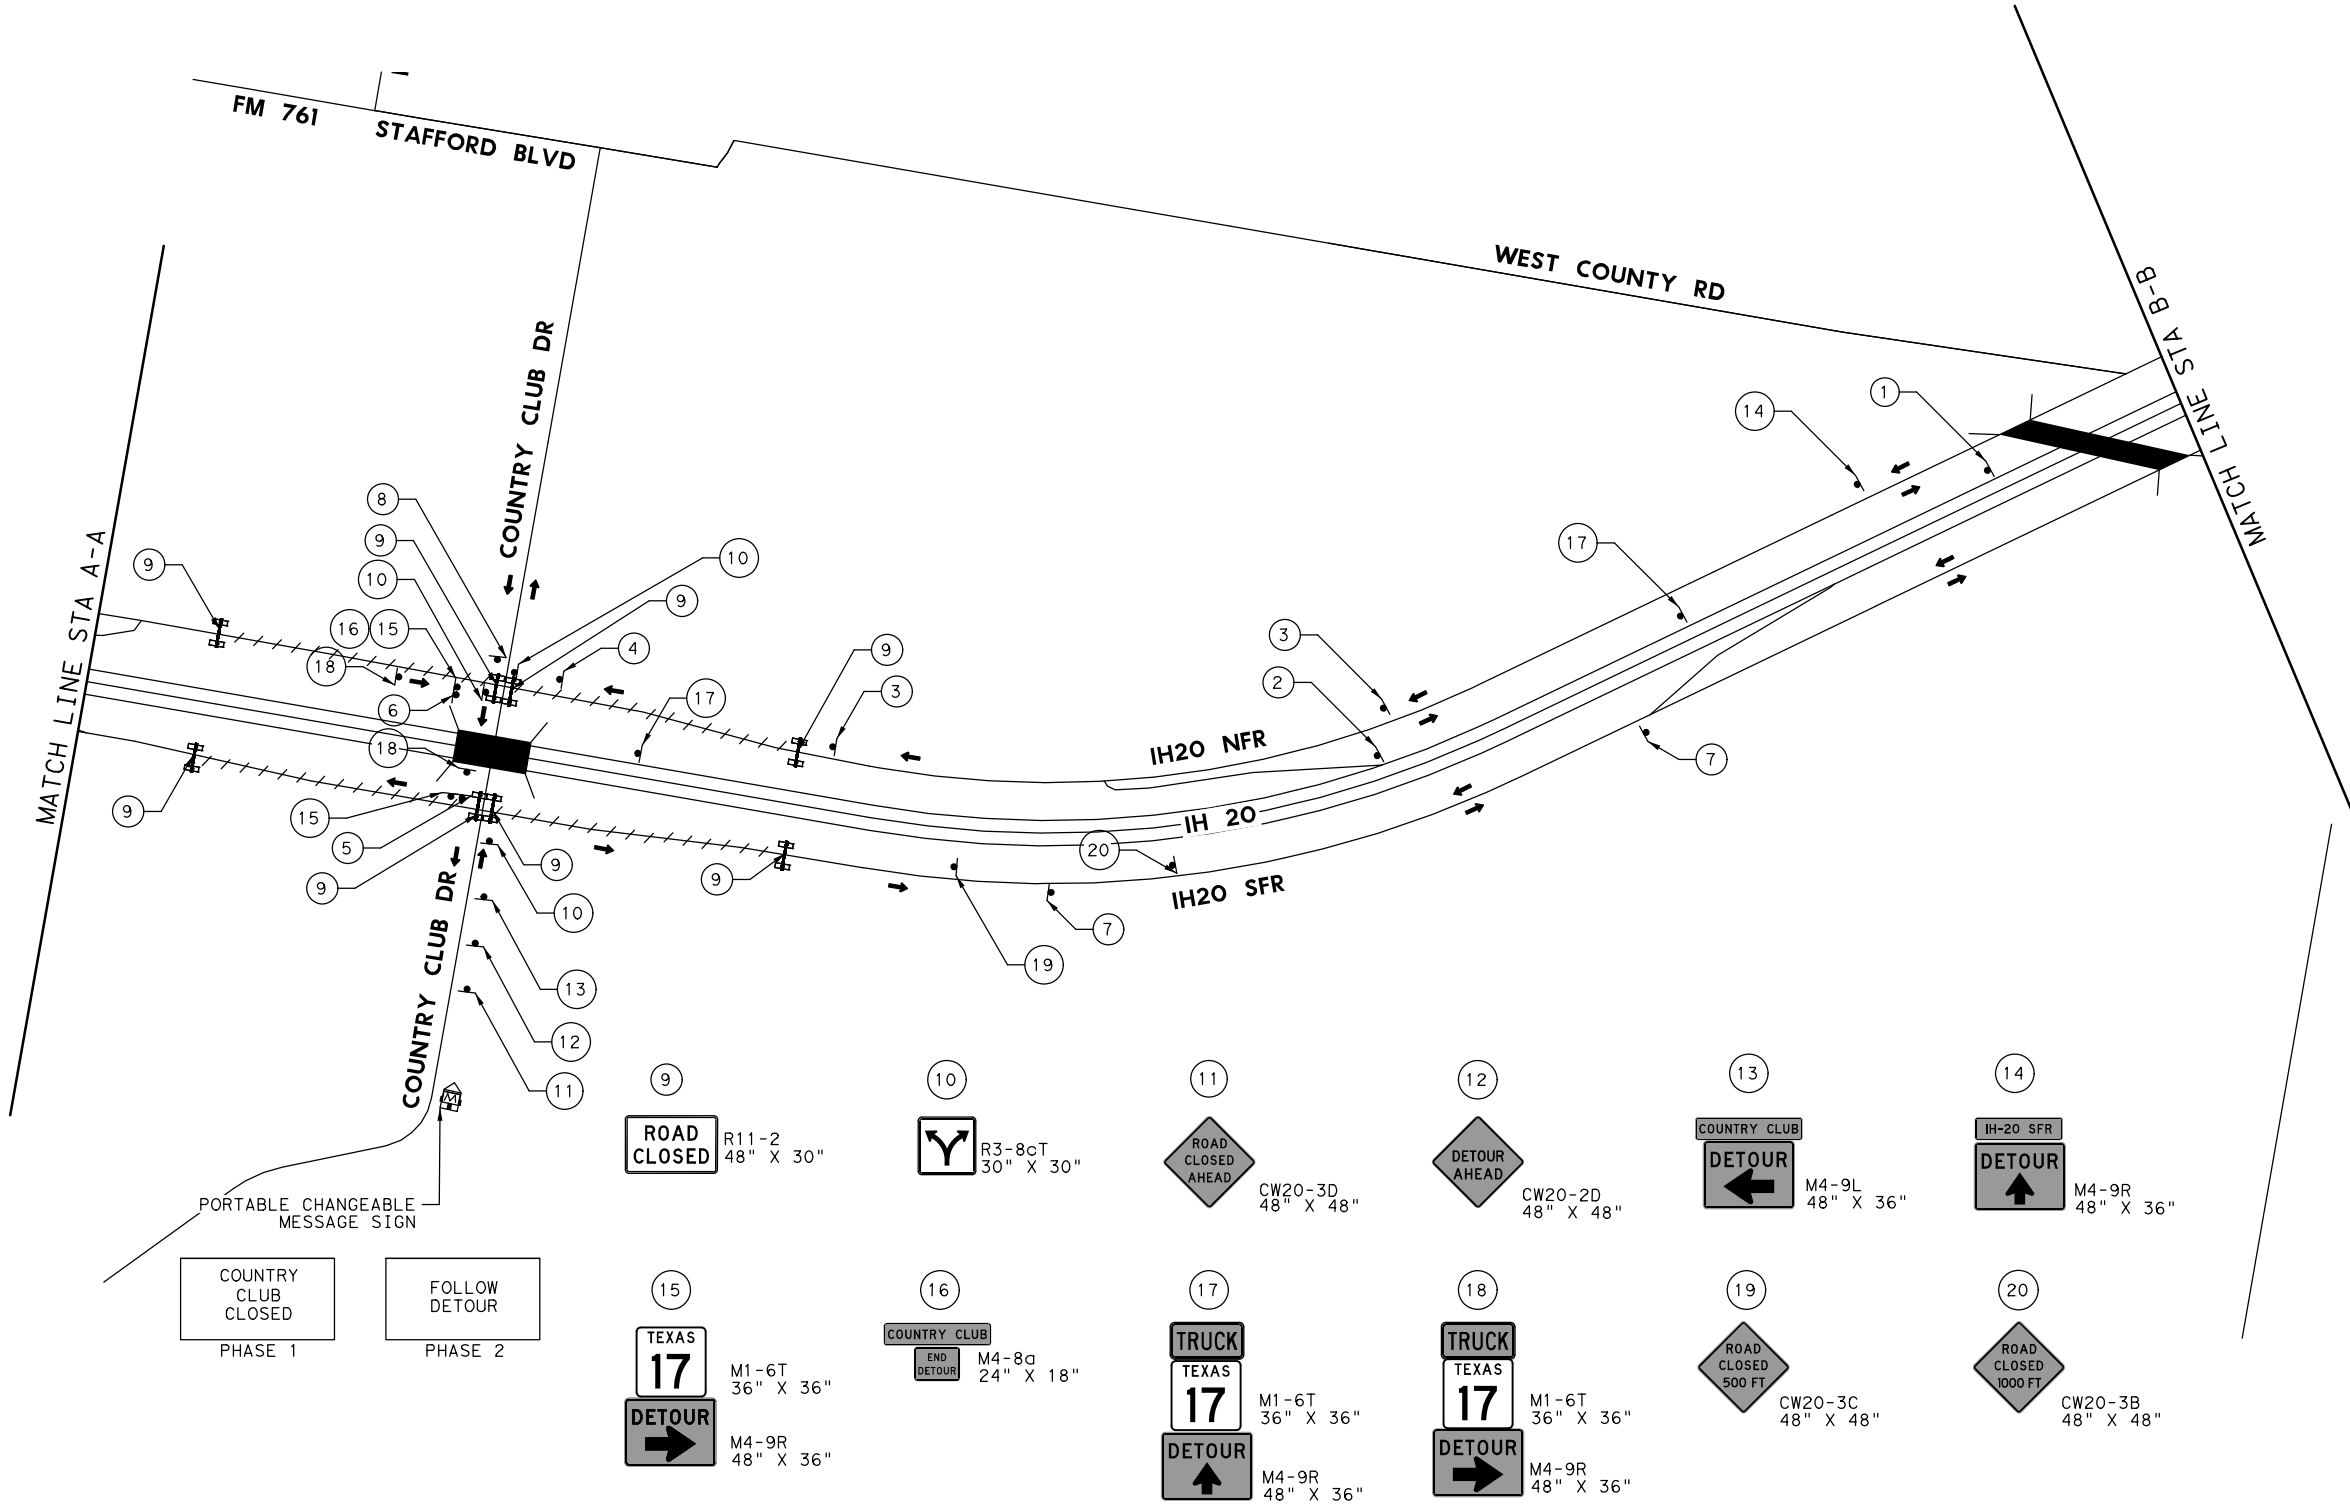 FM 761
STAFFORD BLVD
WEST COUNTY RD
MATCH LINE STA B-B
COUNTRY CLUB DR
MATCH LINE STA A-A
1
14
8
9
10
10
9
17
9
16
15
4
3
9
18
2
3
6
17
18
IH20 NFR
7
IH 20
9
15
20
5
9
9
9
IH20 SFR
10
7
19
13
COUNTRY CLUB DR
12
11
PORTABLE CHANGEABLE
MESSAGE SIGN
COUNTRY
CLUB
CLOSED
PHASE 1
FOLLOW
DETOUR
PHASE 2
9
ROAD
CLOSED
R11-2
48" X 30"
10
R3-8cT
30" X 30"
11
ROAD
CLOSED
AHEAD
CW20-3D
48" X 48"
12
DETOUR
AHEAD
CW20-2D
48" X 48"
13
COUNTRY CLUB
DETOUR
M4-9L
48" X 36"
14
IH-20 SFR
DETOUR
M4-9R
48" X 36"
15
TEXAS
17
M1-6T
36" X 36"
DETOUR
M4-9R
48" X 36"
16
COUNTRY CLUB
END
DETOUR
M4-8a
24" X 18"
17
TRUCK
TEXAS
17
M1-6T
36" X 36"
DETOUR
M4-9R
48" X 36"
18
TRUCK
TEXAS
17
M1-6T
36" X 36"
DETOUR
M4-9R
48" X 36"
19
ROAD
CLOSED
500 FT
CW20-3C
48" X 48"
20
ROAD
CLOSED
1000 FT
CW20-3B
48" X 48"